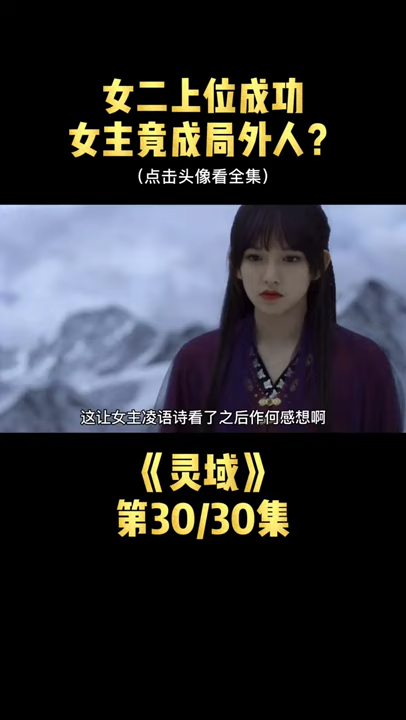 女二上位成功
女主竟成局外人？
（点击头像看全集）
这让女主凌语诗看了之后作何感想啊
《灵域》
第30/30集